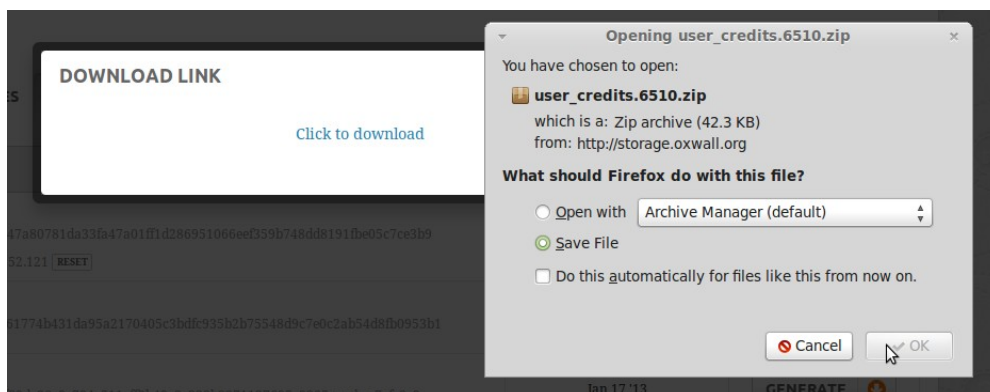 Opening user_credits.6510.zip
You have chosen to open:
user_credits.6510.zip
which is a: Zip archive (42.3 KB)
from: http://storage.oxwall.org
What should Firefox do with this file?
Open with Archive Manager (default)
Save File
Do this automatically for files like this from now on.
Cancel OK
DOWNLOAD LINK
Click to download
ES
52.121 RESET
Jan 17 '13 GENERATE